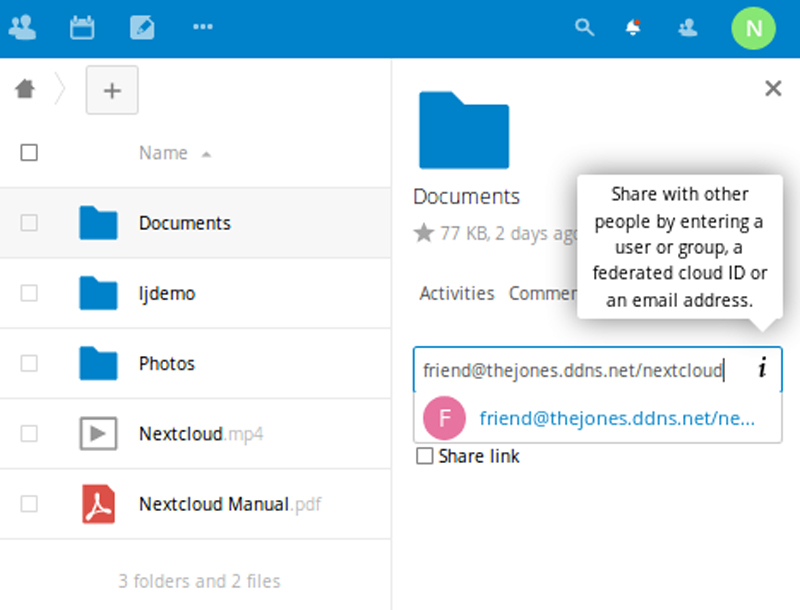 N
Name
Documents
ljdemo
Photos
Nextcloud.mp4
Nextcloud Manual.pdf
3 folders and 2 files
Documents
77 KB, 2 days ago
Activities Commen
Share with other
people by entering a
user or group, a
federated cloud ID or
an email address.
friend@thejones.ddns.net/nextcloud i
F friend@thejones.ddns.net/ne...
Share link